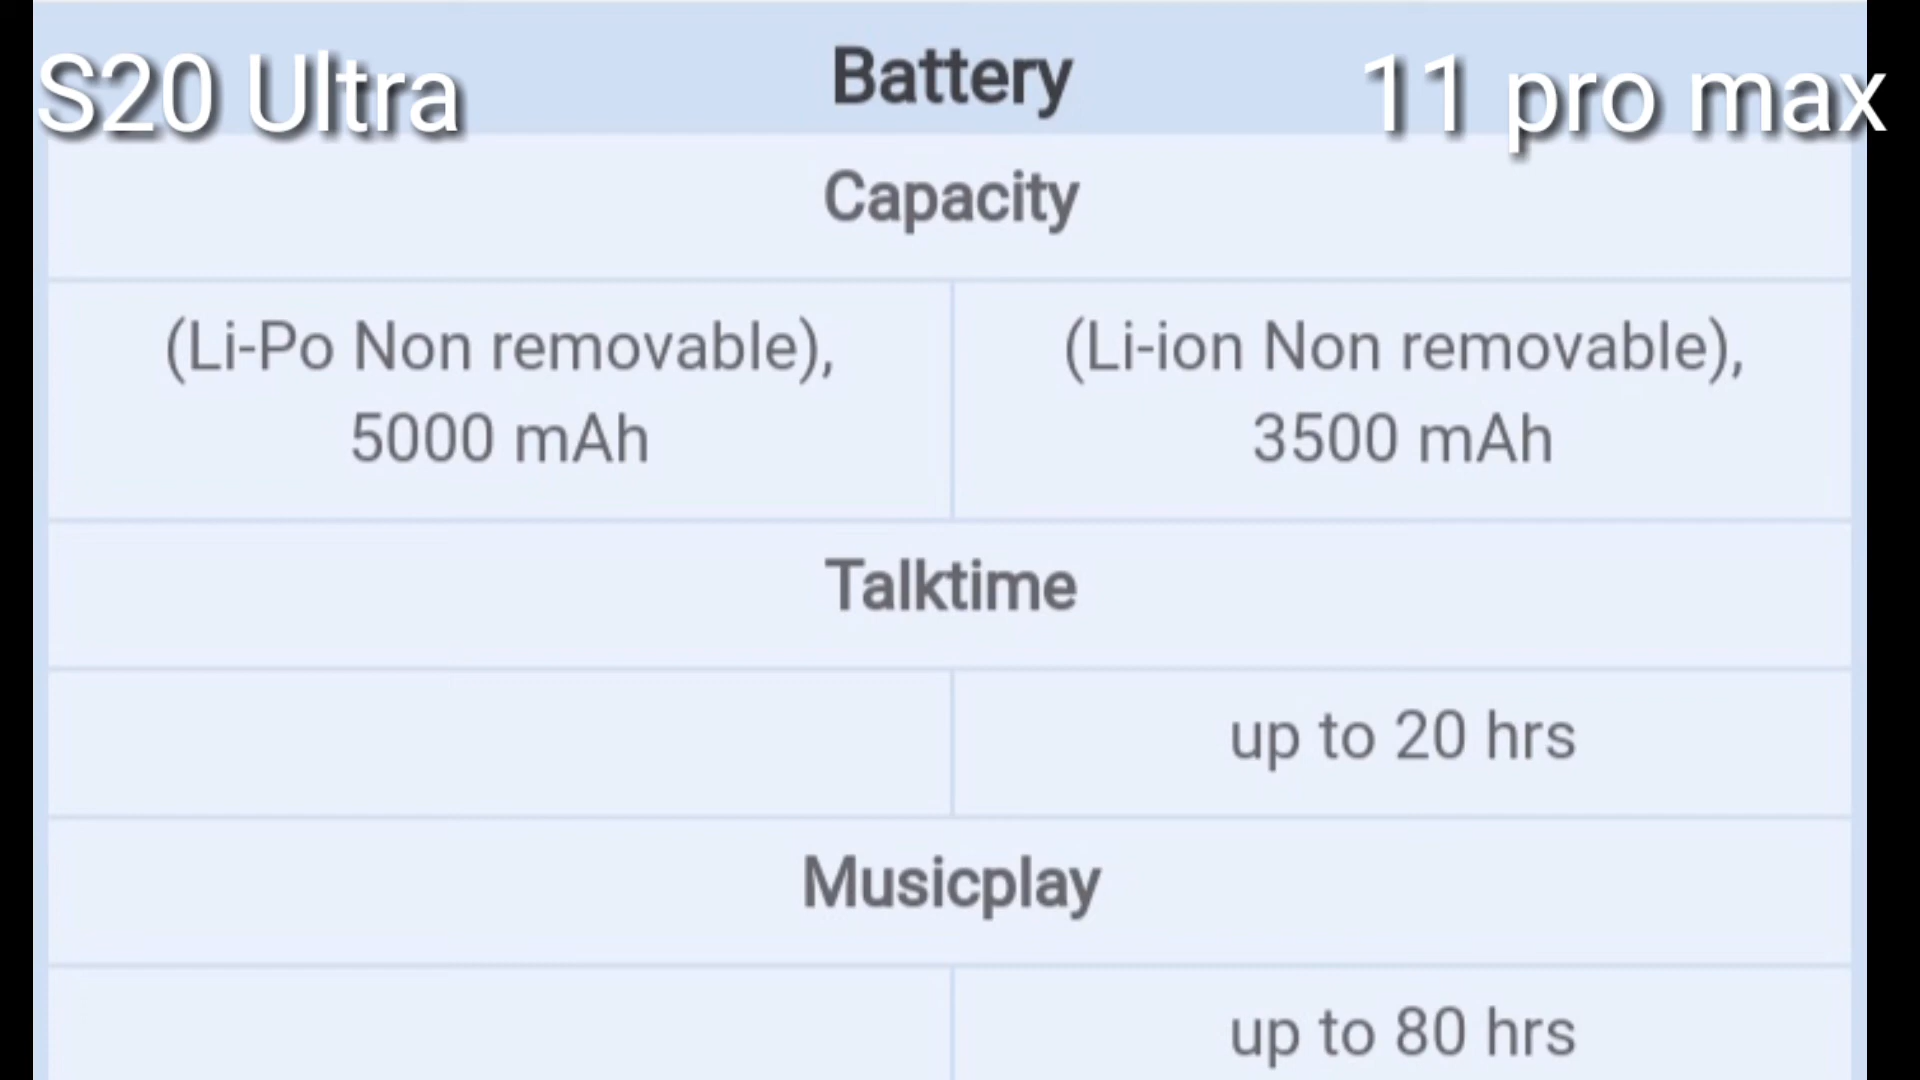 S20 Ultra Battery 11 pro max
Capacity
(Li-Po Non removable), (Li-ion Non removable),
5000 mAh 3500 mAh
Talktime
up to 20 hrs
Musicplay
up to 80 hrs